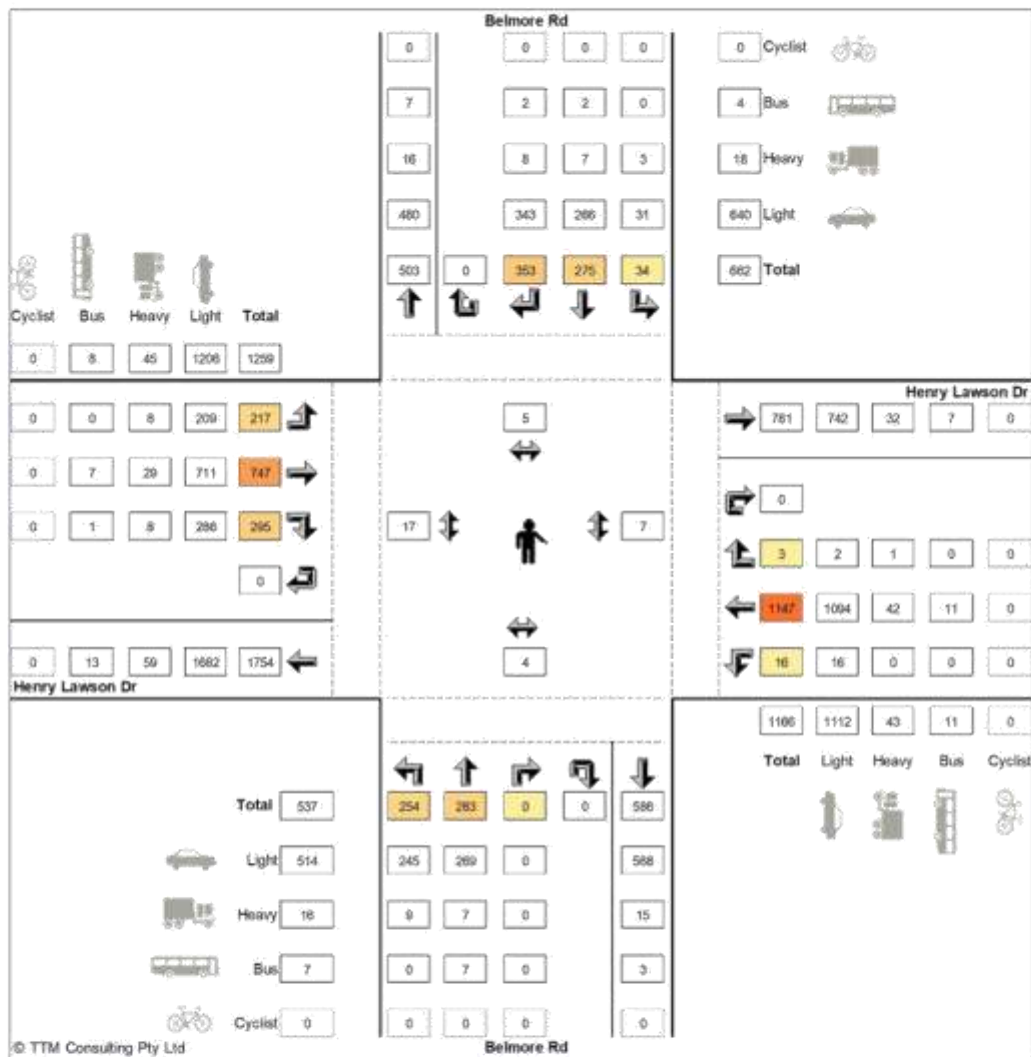 Belmore Rd
0 0 0 0 0 Cyclist
7 2 2 0 4 Bus
16 8 7 3 18 Heavy
480 343 266 31 640 Light
503 0 353 275 34 662 Total
Cyclist Bus Heavy Light Total
0 8 45 1206 1259
Henry Lawson Dr
0 0 8 209 217 5 781 742 32 7 0
0 7 29 711 747 0
0 1 8 286 295 17 7 3 2 1 0 0
0 1147 1094 42 11 0
0 13 59 1682 1754 4 16 16 0 0 0
Henry Lawson Dr
1166 1112 43 11 0
Total Light Heavy Bus Cyclist
Total 537 254 283 0 0 586
Light 514 245 269 0 568
Heavy 16 9 7 0 15
Bus 7 0 7 0 3
Cyclist 0 0 0 0 0
© TTM Consulting Pty Ltd Belmore Rd